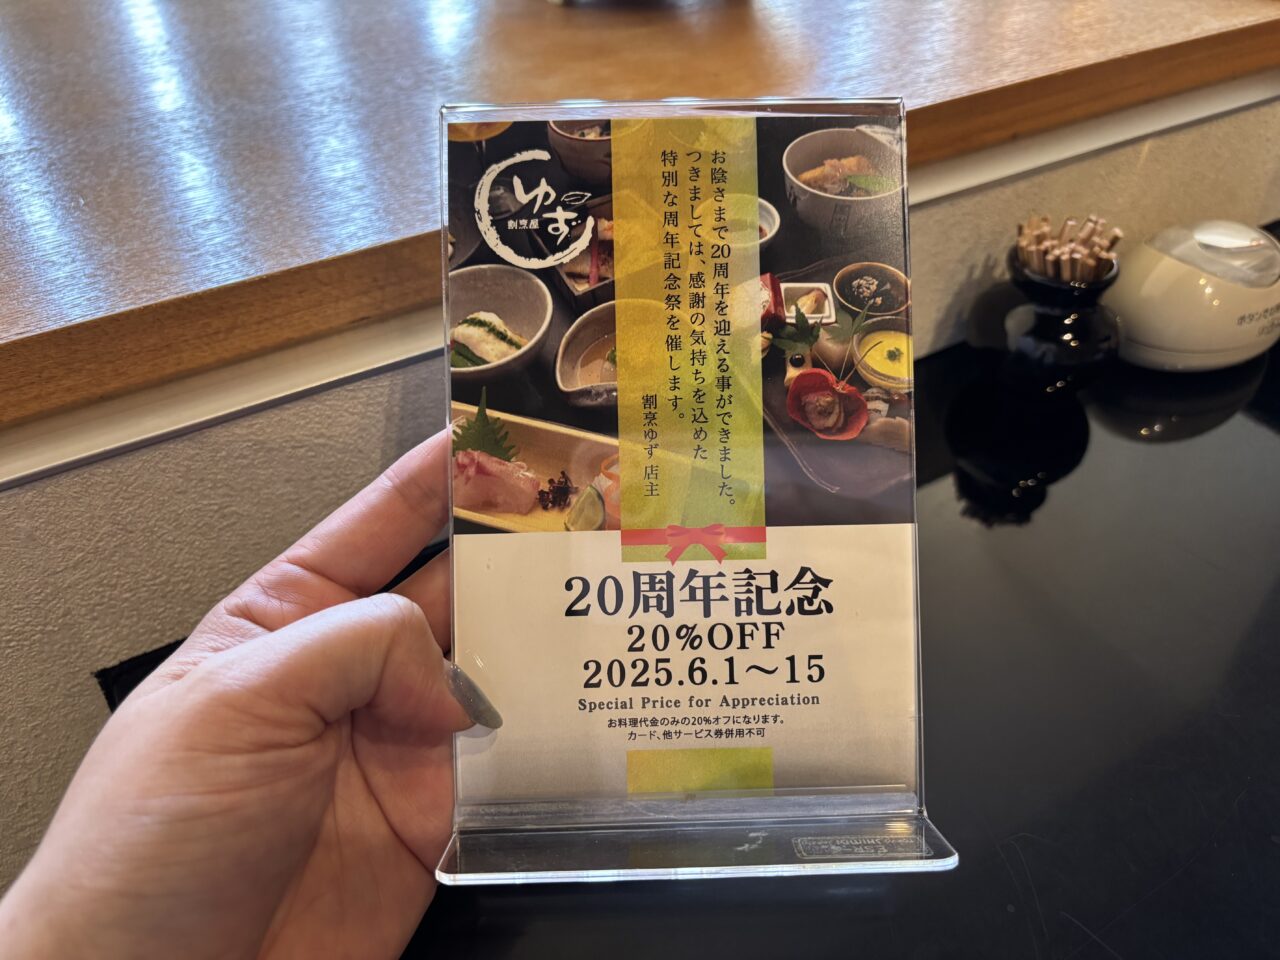 ゆず
割烹屋
お陰さまで20周年を迎える事ができました。
つきましては、感謝の気持ちを込めた
特別な周年記念祭を催します。
割烹ゆず 店主
20周年記念
20%OFF
2025.6.1〜15
Special Price for Appreciation
お料理代金のみの20%オフになります。
カード、他サービス券併用不可